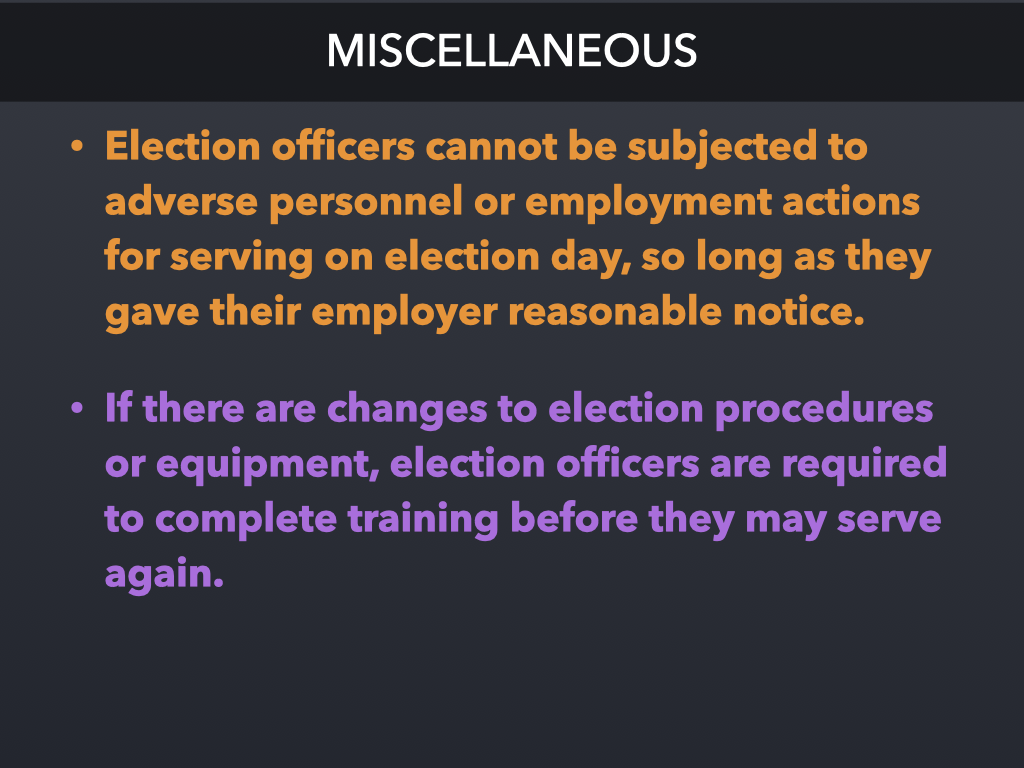 MISCELLANEOUS
• Election officers cannot be subjected to
adverse personnel or employment actions
for serving on election day, so long as they
gave their employer reasonable notice.
• If there are changes to election procedures
or equipment, election officers are required
to complete training before they may serve
again.